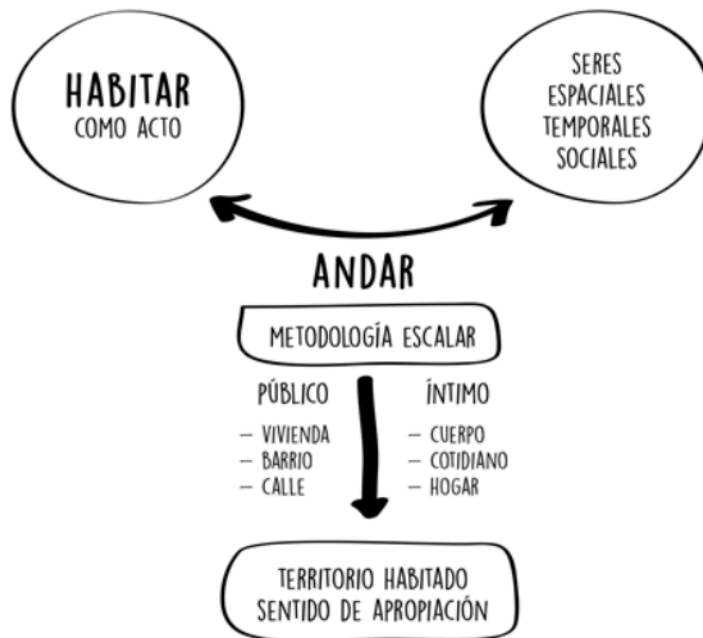 HABITAR
COMO ACTO
SERES
ESPACIALES
TEMPORALES
SOCIALES
ANDAR
METODOLOGÍA ESCALAR
PÚBLICO
– VIVIENDA
– BARRIO
– CALLE
ÍNTIMO
– CUERPO
– COTIDIANO
– HOGAR
TERRITORIO HABITADO
SENTIDO DE APROPIACIÓN